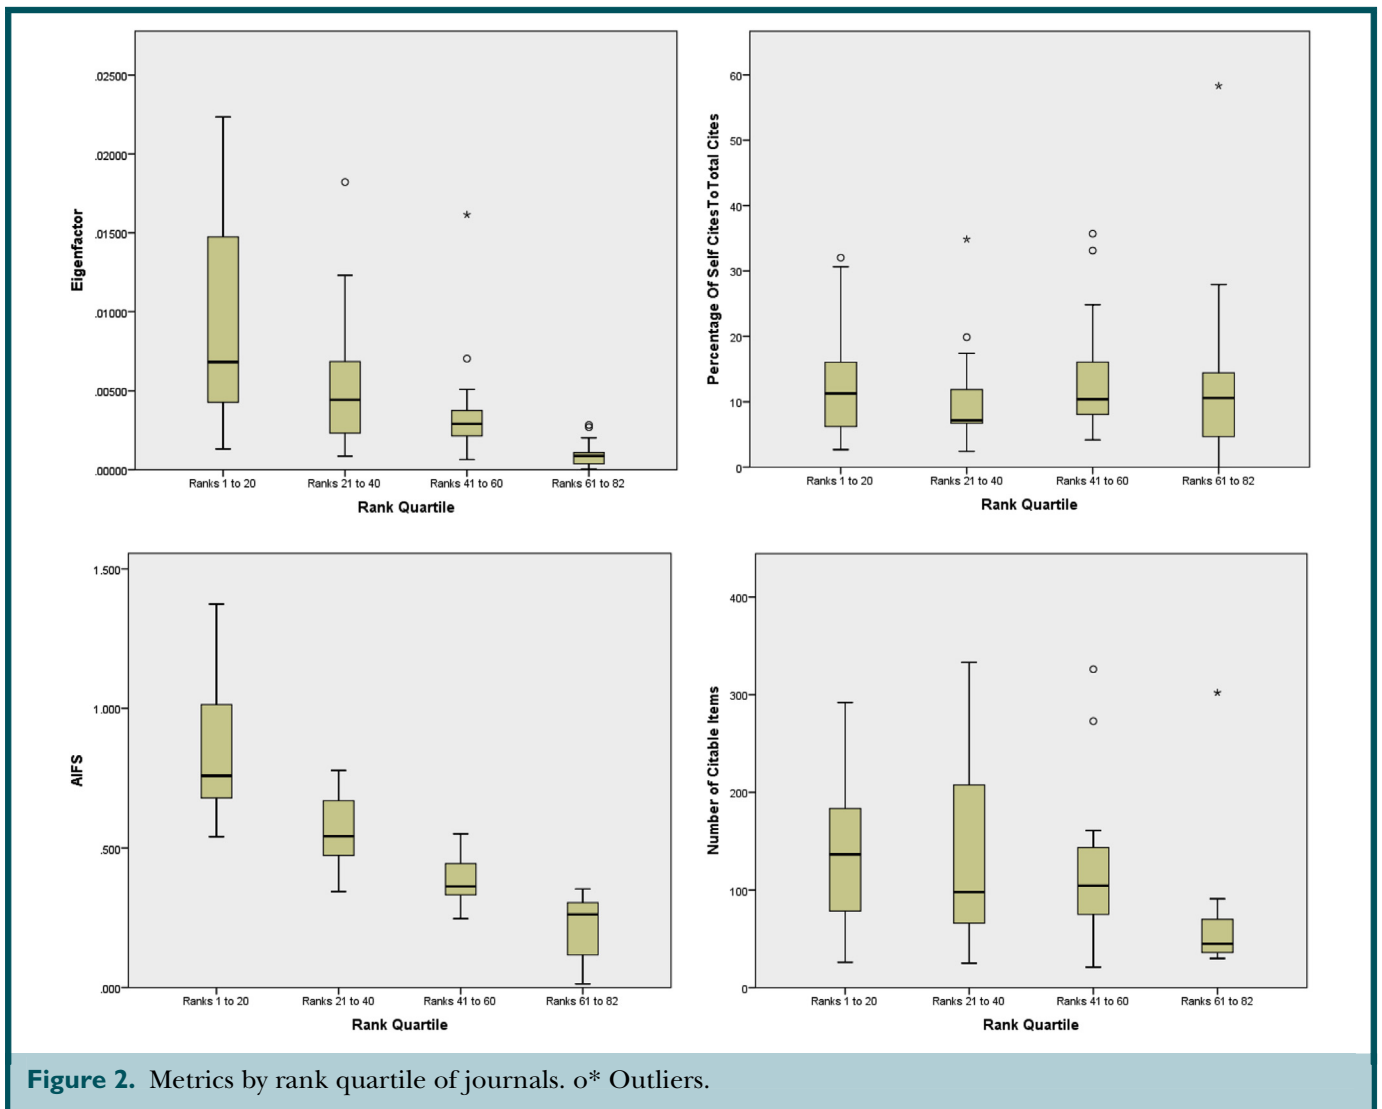 .02500
.02000
.01500
.01000
.00500
.00000
Eigenfactor
Ranks 1 to 20 Ranks 21 to 40 Ranks 41 to 60 Ranks 61 to 82
Rank Quartile
60
50
40
30
20
10
0
Percentage Of Self CitesToTotal Cites
Ranks 1 to 20 Ranks 21 to 40 Ranks 41 to 60 Ranks 61 to 82
Rank Quartile
1.500
1.000
.500
.000
AIFS
Ranks 1 to 20 Ranks 21 to 40 Ranks 41 to 60 Ranks 61 to 82
Rank Quartile
400
300
200
100
0
Number of Citable Items
Ranks 1 to 20 Ranks 21 to 40 Ranks 41 to 60 Ranks 61 to 82
Rank Quartile
Figure 2. Metrics by rank quartile of journals. o* Outliers.